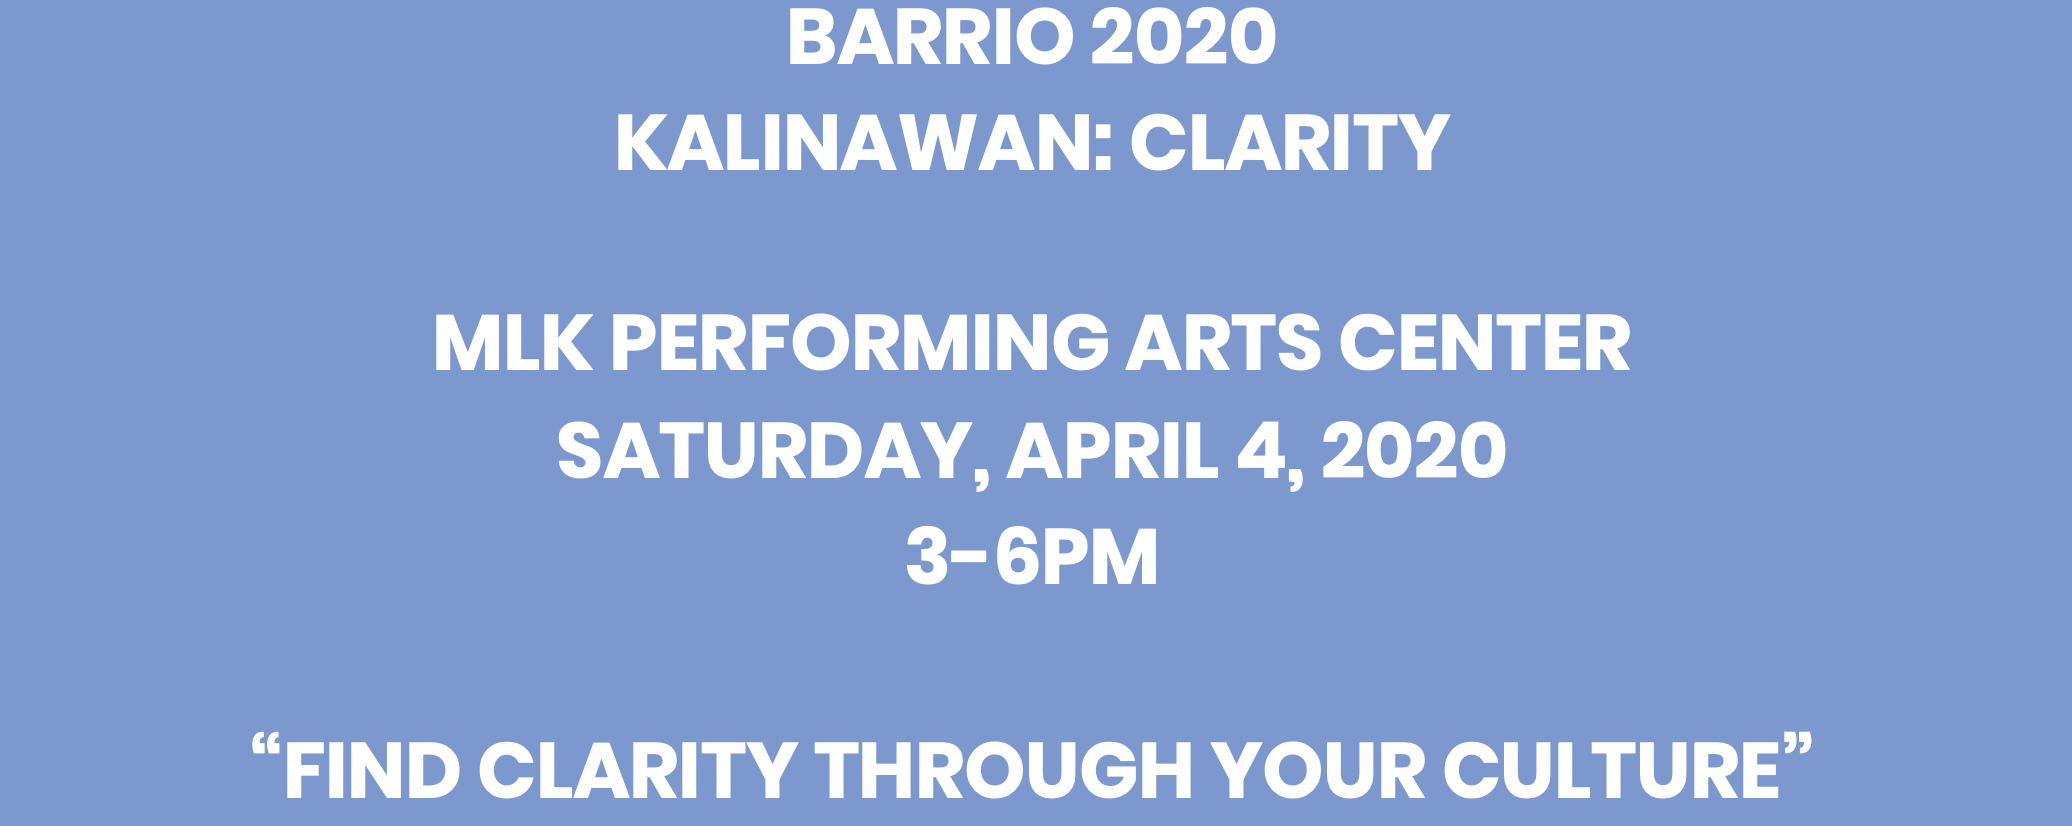 BARRIO 2020
KALINAWAN: CLARITY
MLK PERFORMING ARTS CENTER
SATURDAY, APRIL 4, 2020
3-6PM
“FIND CLARITY THROUGH YOUR CULTURE”